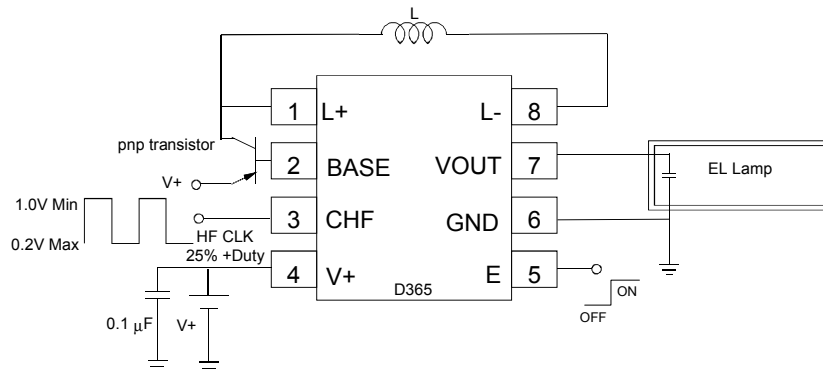 L
1 L+ L- 8
pnp transistor
2 BASE VOUT 7
EL Lamp
V+
1.0V Min
3 CHF GND 6
0.2V Max
HF CLK
25% +Duty
4 V+ E 5
D365
ON
OFF
0.1 μF
V+